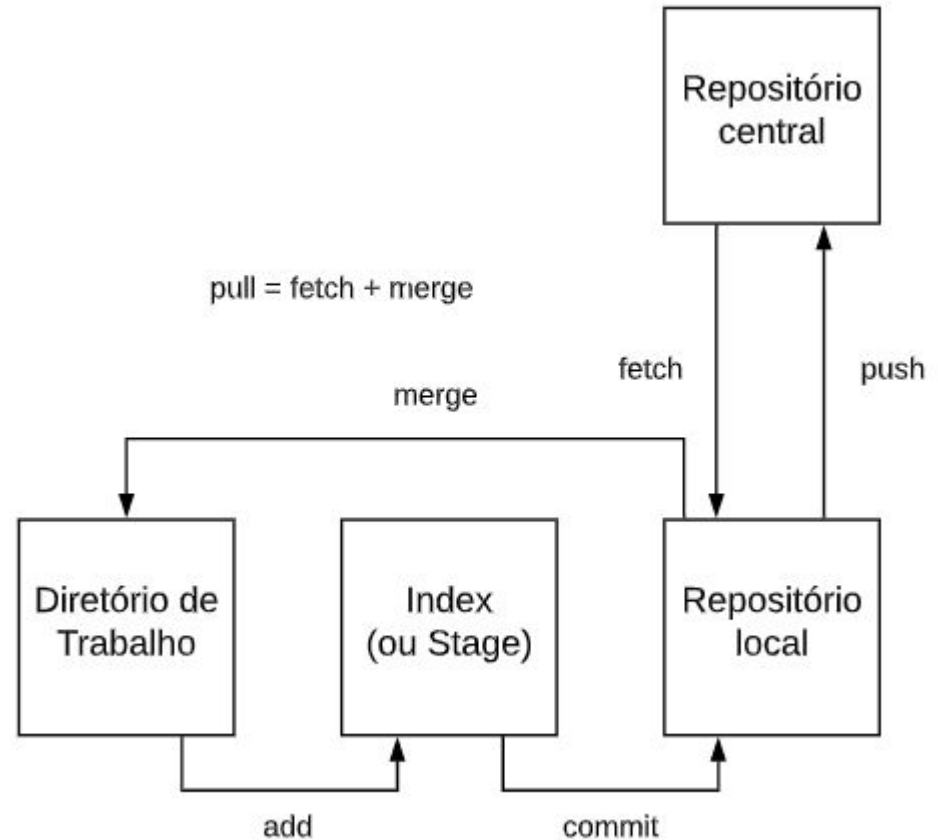 Repositório
central
pull = fetch + merge
fetch
push
merge
Diretório de
Trabalho
Index
(ou Stage)
Repositório
local
add
commit